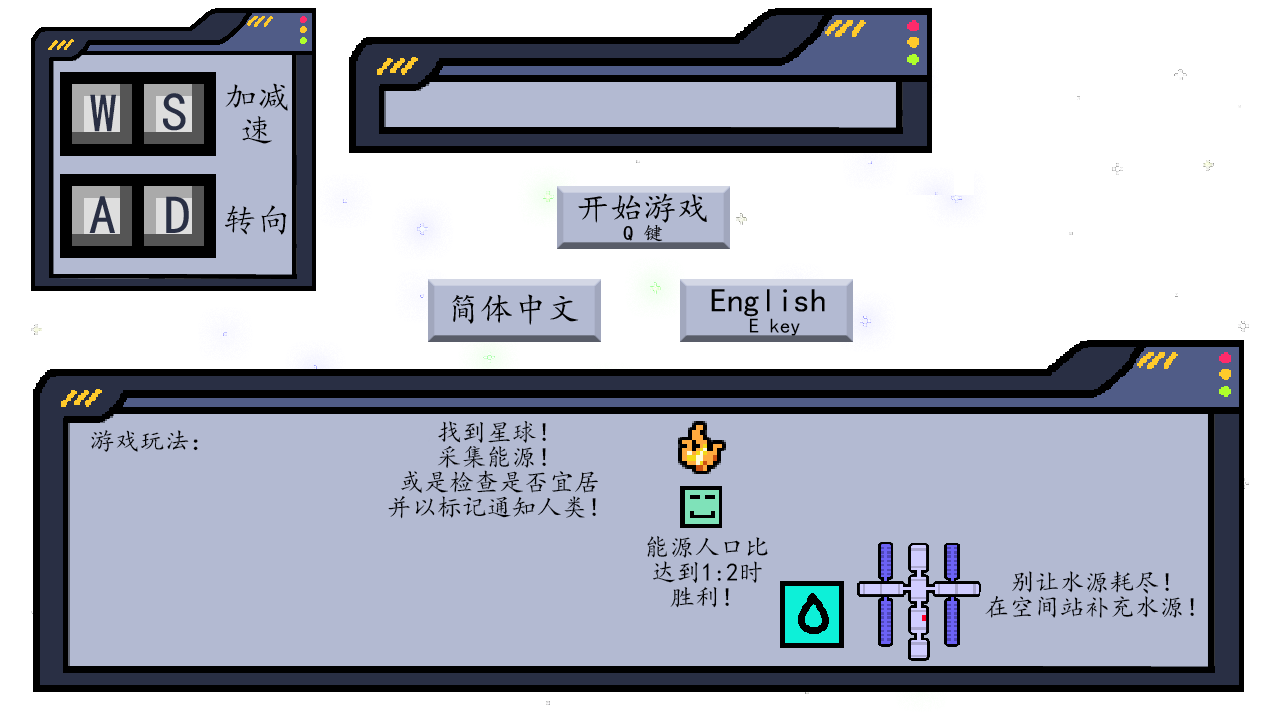 W S
加减
速
A D
转向
开始游戏
Q 键
简体中文
English
E key
游戏玩法：
找到星球！
采集能源！
或是检查是否宜居
并以标记通知人类！
能源人口比
达到1:2时
胜利！
别让水源耗尽！
在空间站补充水源！